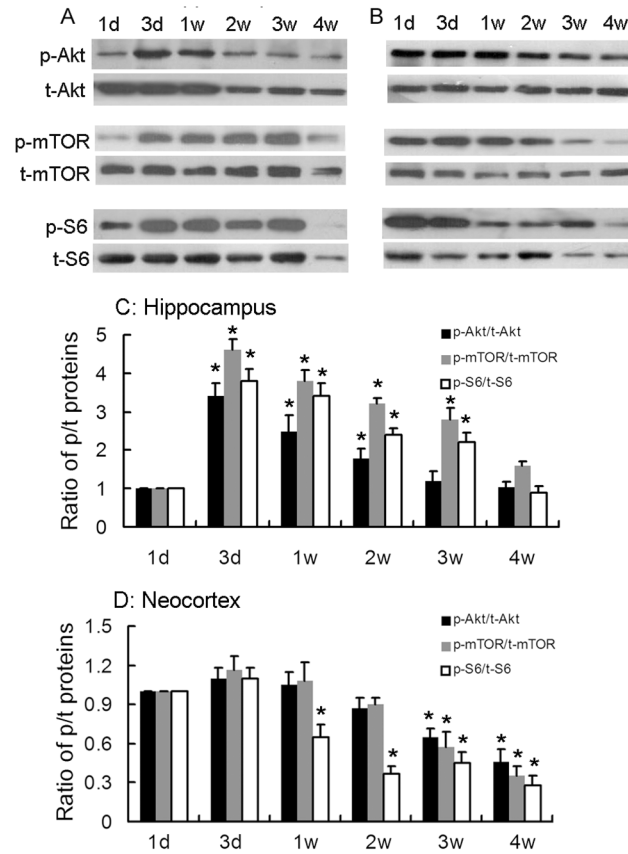 A
1d 3d 1w 2w 3w 4w
B
1d 3d 1w 2w 3w 4w
p-Akt
t-Akt
p-mTOR
t-mTOR
p-S6
t-S6
C: Hippocampus
Ratio of p/t proteins
5
4
3
2
1
0
* * * * * * * * * * *
p-Akt/t-Akt
p-mTOR/t-mTOR
p-S6/t-S6
1d 3d 1w 2w 3w 4w
D: Neocortex
Ratio of p/t proteins
1.5
1.2
0.9
0.6
0.3
0
* * * * * * * *
p-Akt/t-Akt
p-mTOR/t-mTOR
p-S6/t-S6
1d 3d 1w 2w 3w 4w